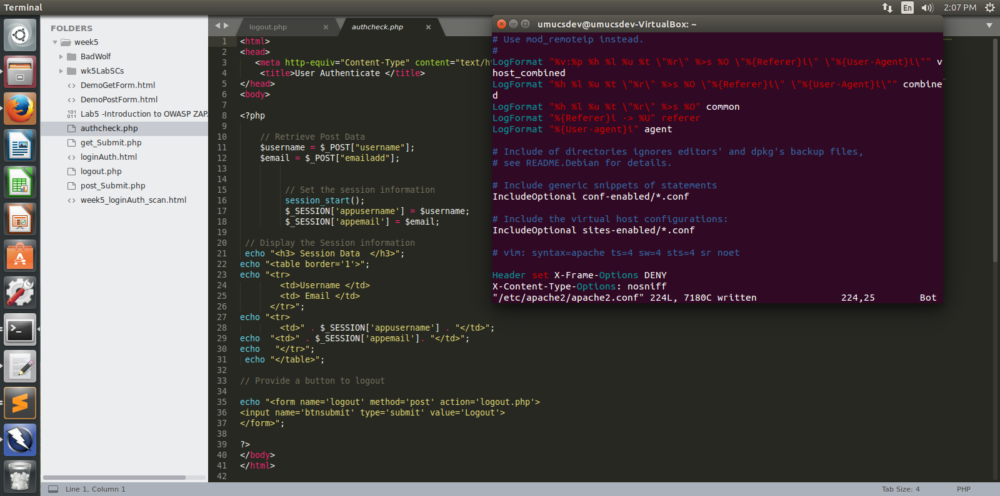 Terminal
En
2:07 PM
FOLDERS
week5
BadWolf
wk5LabSCs
DemoGetForm.html
DemoPostForm.html
Lab5 -Introduction to OWASP ZAP.
authcheck.php
get_Submit.php
loginAuth.html
logout.php
post_Submit.php
week5_loginAuth_scan.html
logout.php ×
authcheck.php ×
1 <html>
2 <head>
3 <meta http-equiv="Content-Type" content="text/ht
4 <title>User Authenticate </title>
5 </head>
6 <body>
7
8 <?php
9
10 // Retrieve Post Data
11 $username = $_POST["username"];
12 $email = $_POST["emailadd"];
13
14
15 // Set the session information
16 session_start();
17 $_SESSION['appusername'] = $username;
18 $_SESSION['appemail'] = $email;
19
20 // Display the Session information
21 echo "<h3> Session Data  </h3>";
22 echo "<table border='1'>";
23 echo "<tr>
24 <td>Username </td>
25 <td> Email </td>
26 </tr>";
27 echo "<tr>
28 <td>" . $_SESSION['appusername'] . "</td>";
29 echo  "<td>" . $_SESSION['appemail']. "</td>";
30 echo   "</tr>";
31 echo "</table>";
32
33 // Provide a button to logout
34
35 echo "<form name='logout' method='post' action='logout.php'>
36 <input name='btnsubmit' type='submit' value='Logout'>
37 </form>";
38
39 ?>
40 </body>
41 </html>
42
umucsdev@umucsdev-VirtualBox: ~
# Use mod_remoteip instead.
#
LogFormat "%v:%p %h %l %u %t \"%r\" %>s %O \"%{Referer}i\" \"%{User-Agent}i\"" v
host_combined
LogFormat "%h %l %u %t \"%r\" %>s %O \"%{Referer}i\" \"%{User-Agent}i\"" combine
d
LogFormat "%h %l %u %t \"%r\" %>s %O" common
LogFormat "%{Referer}i -> %U" referer
LogFormat "%{User-agent}i" agent
# Include of directories ignores editors' and dpkg's backup files,
# see README.Debian for details.
# Include generic snippets of statements
IncludeOptional conf-enabled/*.conf
# Include the virtual host configurations:
IncludeOptional sites-enabled/*.conf
# vim: syntax=apache ts=4 sw=4 sts=4 sr noet
Header set X-Frame-Options DENY
X-Content-Type-Options: nosniff
"/etc/apache2/apache2.conf" 224L, 7180C written 224,25 Bot
Line 1, Column 1
Tab Size: 4
PHP